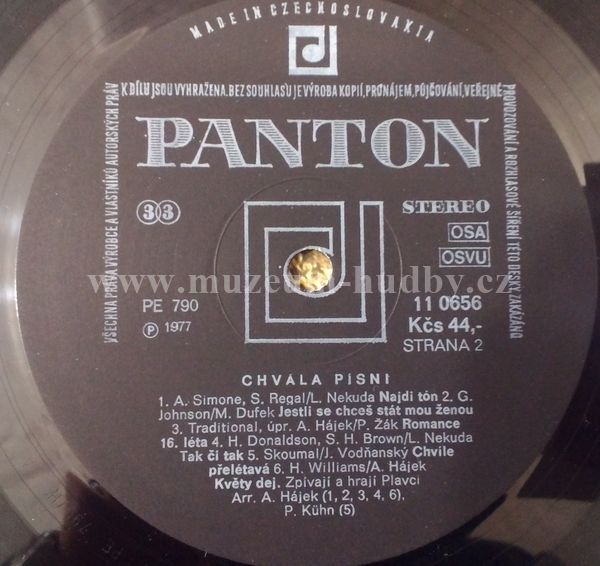 MADE IN CZECHOSLOVAKIA
VŠECHNA PRÁVA VÝROBCE A VLASTNÍKŮ AUTORSKÝCH PRÁV
K DÍLU JSOU VYHRAŽENA. BEZ SOUHLASU JE VÝROBA KOPIÍ, PRONÁJEM, PŮJČOVÁNÍ, VEŘEJNÉ
PROVOZOVÁNÍ A ROZHLASOVÉ ŠÍŘENÍ TÉTO DESKY ZAKÁZÁNO
PANTON
33 STEREO
OSA
OSVU
www.muzeum-hudby.cz
PE 790 11 0656
Ⓟ 1977 Kčs 44,-
STRANA 2
CHVÁLA PÍSNI
1. A. Simone, S. Regal/L. Nekuda Najdi tón 2. G.
Johnson/M. Dufek Jestli se chceš stát mou ženou
3. Traditional, úpr. A. Hájek/P. Žák Romance
16. léta 4. H. Donaldson, S. H. Brown/L. Nekuda
Tak či tak 5. Skoumal/J. Vodňanský Chvíle
přelétavá 6. H. Williams/A. Hájek
Květy dej. Zpívají a hrají Plavci
Arr. A. Hájek (1, 2, 3, 4, 6).
P. Kühn (5)